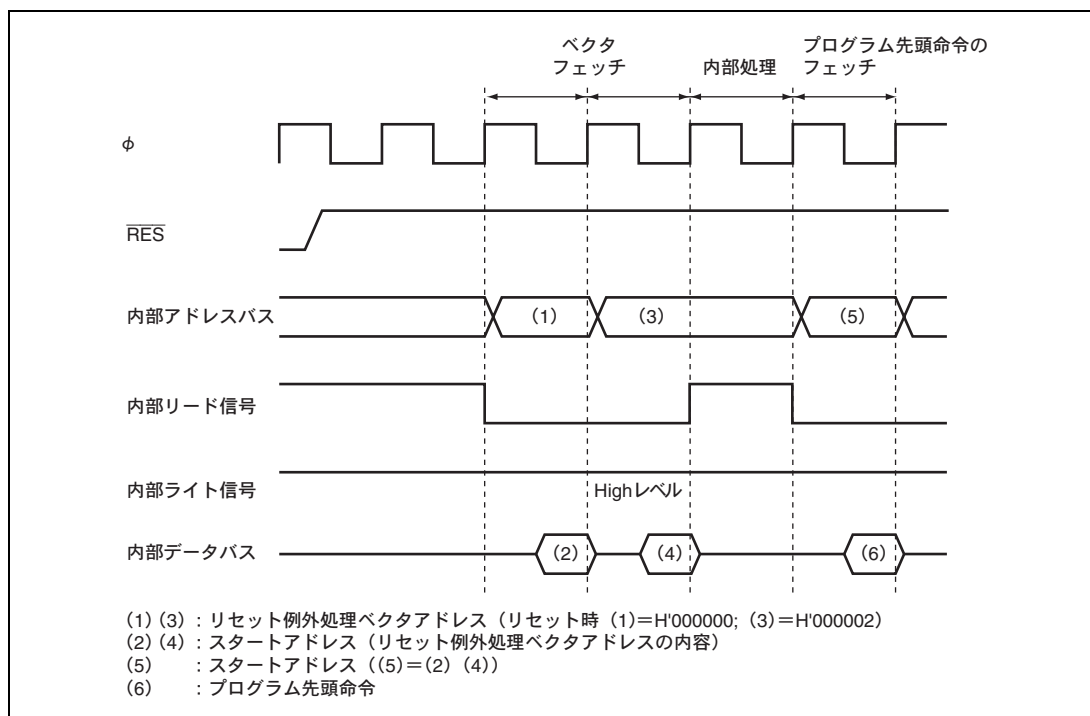 ベクタ
フェッチ
内部処理
プログラム先頭命令の
フェッチ
φ
RES
内部アドレスバス
(1)
(3)
(5)
内部リード信号
内部ライト信号
Highレベル
内部データバス
(2)
(4)
(6)
(1)(3) : リセット例外処理ベクタアドレス（リセット時 (1)=H'000000; (3)=H'000002）
(2)(4) : スタートアドレス（リセット例外処理ベクタアドレスの内容）
(5) : スタートアドレス（(5)=(2)(4)）
(6) : プログラム先頭命令